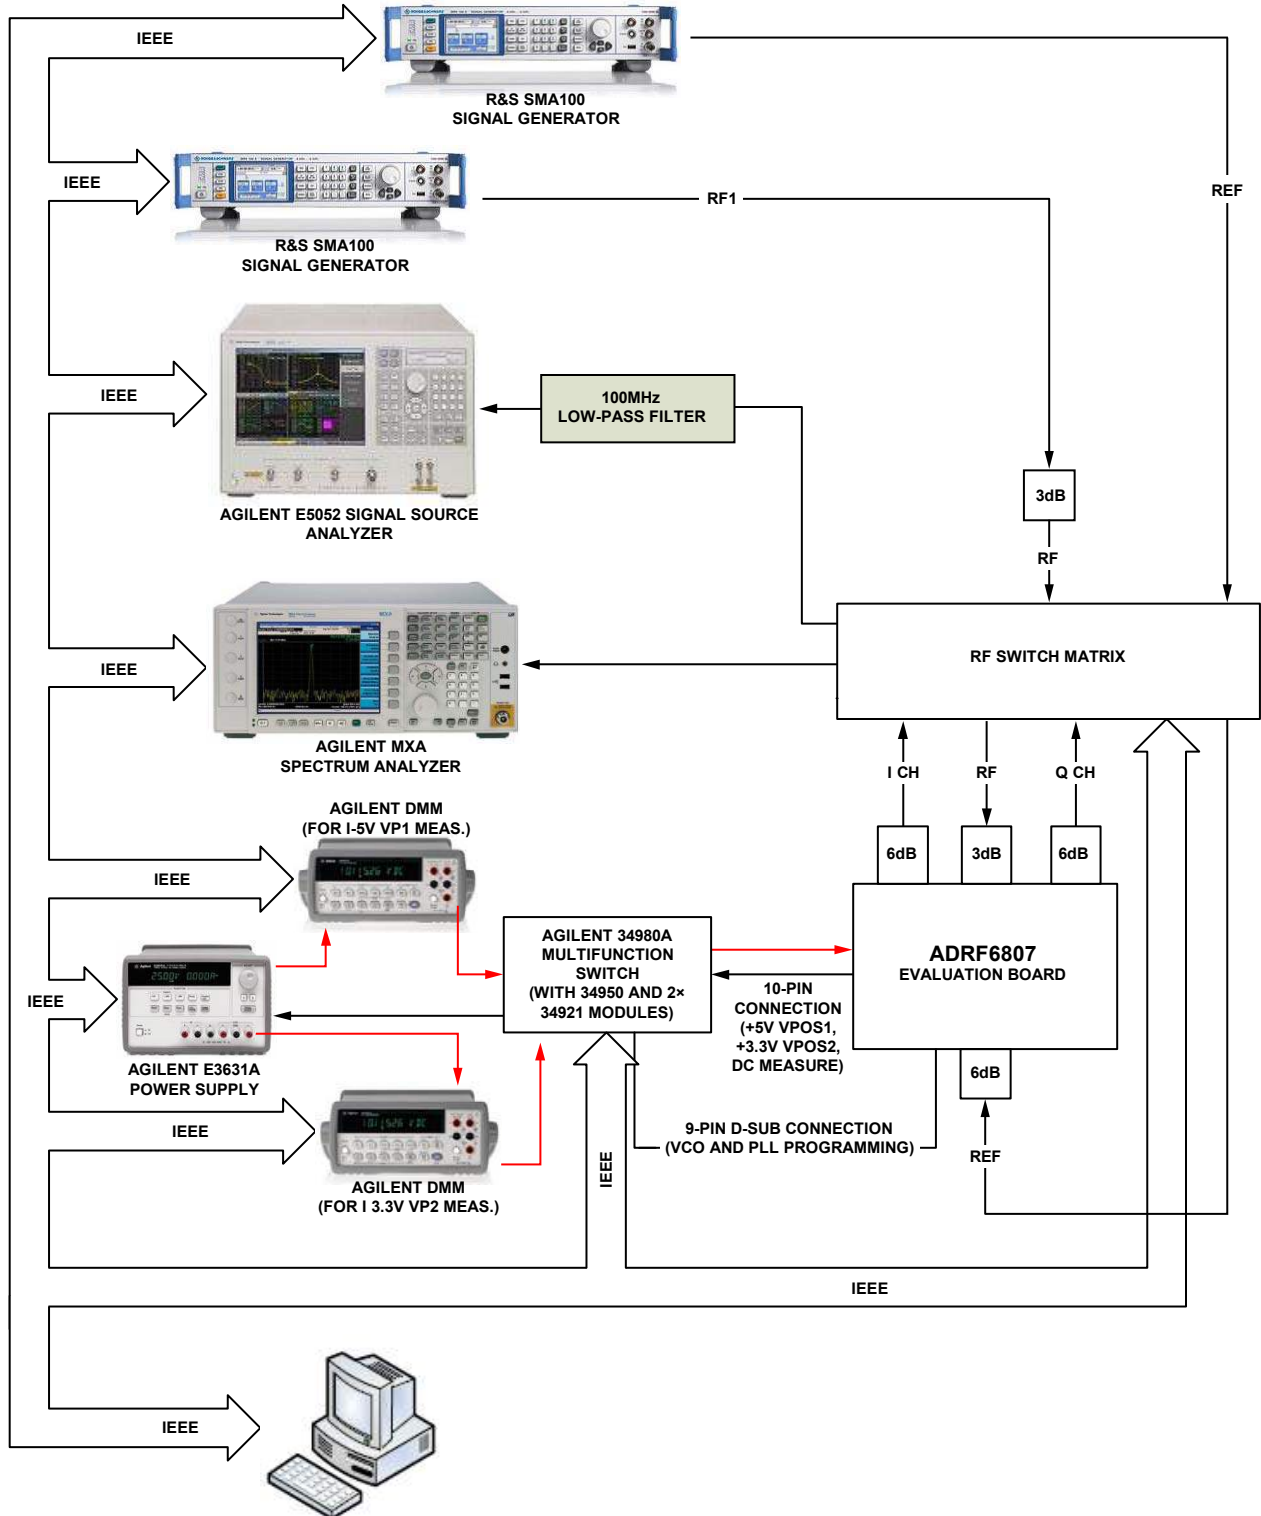 IEEE
R&S SMA100
SIGNAL GENERATOR
IEEE
RF1
REF
R&S SMA100
SIGNAL GENERATOR
IEEE
100MHz
LOW-PASS FILTER
3dB
AGILENT E5052 SIGNAL SOURCE
ANALYZER
RF
IEEE
RF SWITCH MATRIX
AGILENT MXA
SPECTRUM ANALYZER
I CH
RF
Q CH
AGILENT DMM
(FOR I-5V VP1 MEAS.)
6dB
3dB
6dB
IEEE
AGILENT 34980A
MULTIFUNCTION
SWITCH
(WITH 34950 AND 2×
34921 MODULES)
ADRF6807
EVALUATION BOARD
IEEE
10-PIN
CONNECTION
(+5V VPOS1,
+3.3V VPOS2,
DC MEASURE)
AGILENT E3631A
POWER SUPPLY
6dB
IEEE
9-PIN D-SUB CONNECTION
(VCO AND PLL PROGRAMMING)
REF
IEEE
AGILENT DMM
(FOR I 3.3V VP2 MEAS.)
IEEE
IEEE